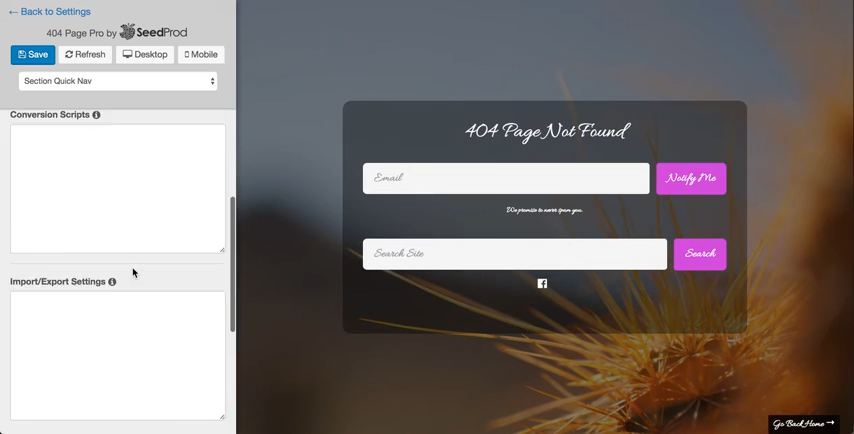 ← Back to Settings
404 Page Pro by SeedProd
Save Refresh Desktop Mobile
Section Quick Nav
Conversion Scripts
Import/Export Settings
404 Page Not Found
Email Notify Me
We promise to never spam you.
Search Site Search
Go Back Home →